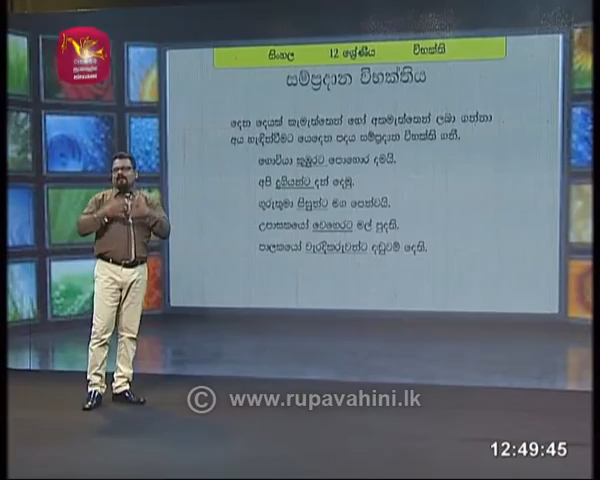 සිංහල 12 ශ්‍රේණිය විභක්ති
සම්ප්‍රදාන විභක්තිය
දෙන දෙයක් කැමැත්තෙන් හෝ අකමැත්තෙන් ලබා ගන්නා
අය හැඳින්වීමට යෙදෙන පදය සම්ප්‍රදාන විභක්ති ගනී.
ගොවියා කුඹුරට පොහොර දමයි.
අපි දුගියන්ට දන් දෙමු.
ගුරුතුමා සිසුන්ට මග පෙන්වයි.
උපාසකයෝ වෙහෙරට මල් පුදති.
පාලකයෝ වැරදිකරුවන්ට දඬුවම් දෙති.
© www.rupavahini.lk
12:49:45